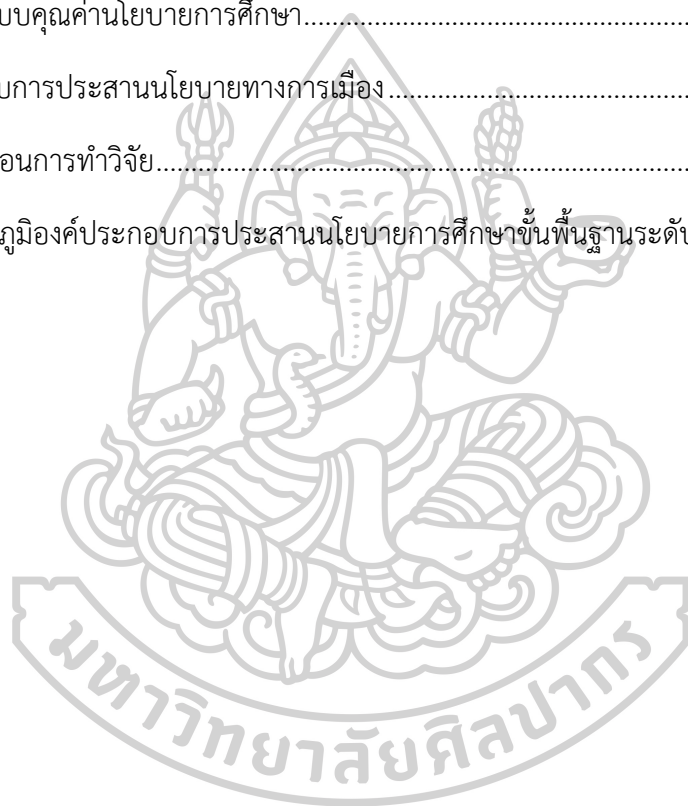 บบคุณค่านโยบายการศึกษา
บการประสานนโยบายทางการเมือง
อนการทำวิจัย
ภูมิองค์ประกอบการประสานนโยบายการศึกษาขั้นพื้นฐานระดับ
มหาวิทยาลัยศิลปากร